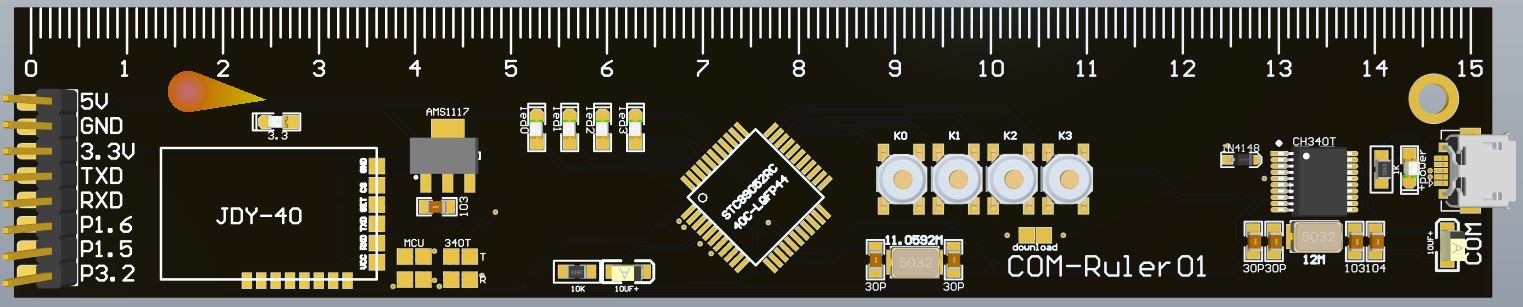 0 1 2 3 4 5 6 7 8 9 10 11 12 13 14 15
5V
GND
3.3V
TXD
RXD
P1.6
P1.5
P3.2
3.3
JDY-40
GND
CS
SET
TXD
RXD
VCC
AMS1117
103
MCU 340T
T
R
led0 led1 led2 led3
10K 10UF+
STC89C52RC
40C-LQFP44
K0 K1 K2 K3
11.0592M
5032
30P 30P
download
COM-Ruler01
1N4148
CH340T
1K
+power
5032
30P30P 12M 103104
10UF+
COM